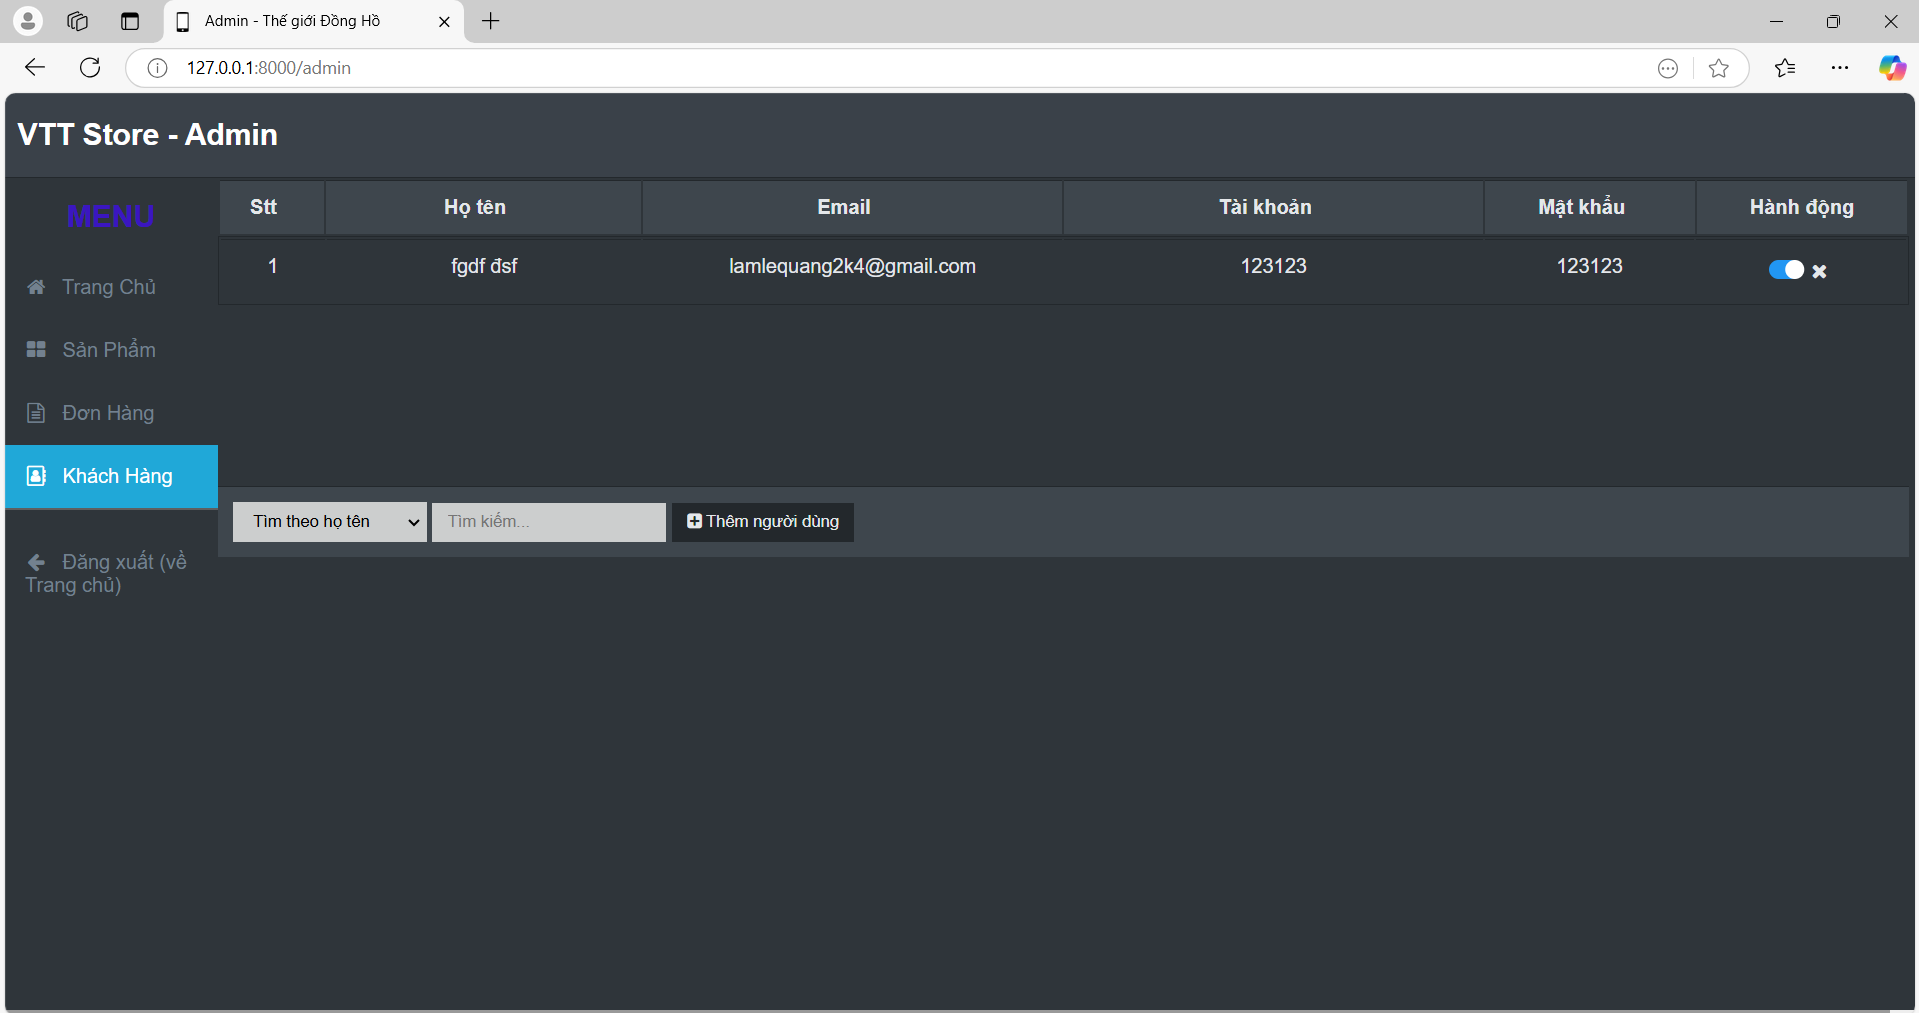 Admin - Thế giới Đồng Hồ
127.0.0.1:8000/admin
VTT Store - Admin
MENU
Trang Chủ
Sản Phẩm
Đơn Hàng
Khách Hàng
Đăng xuất (về
Trang chủ)
Stt Họ tên Email Tài khoản Mật khẩu Hành động
1 fgdf đsf lamlequang2k4@gmail.com 123123 123123
Tìm theo họ tên Tìm kiếm... Thêm người dùng